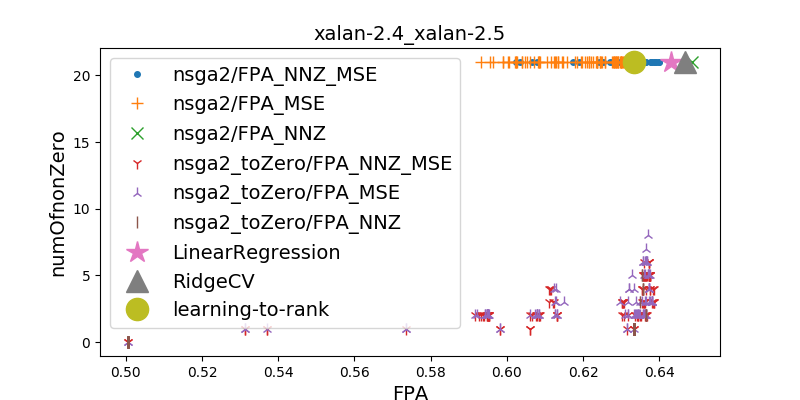 xalan-2.4_xalan-2.5
numOfnonZero
20
15
10
5
0
nsga2/FPA_NNZ_MSE
nsga2/FPA_MSE
nsga2/FPA_NNZ
nsga2_toZero/FPA_NNZ_MSE
nsga2_toZero/FPA_MSE
nsga2_toZero/FPA_NNZ
LinearRegression
RidgeCV
learning-to-rank
0.50 0.52 0.54 0.56 0.58 0.60 0.62 0.64
FPA